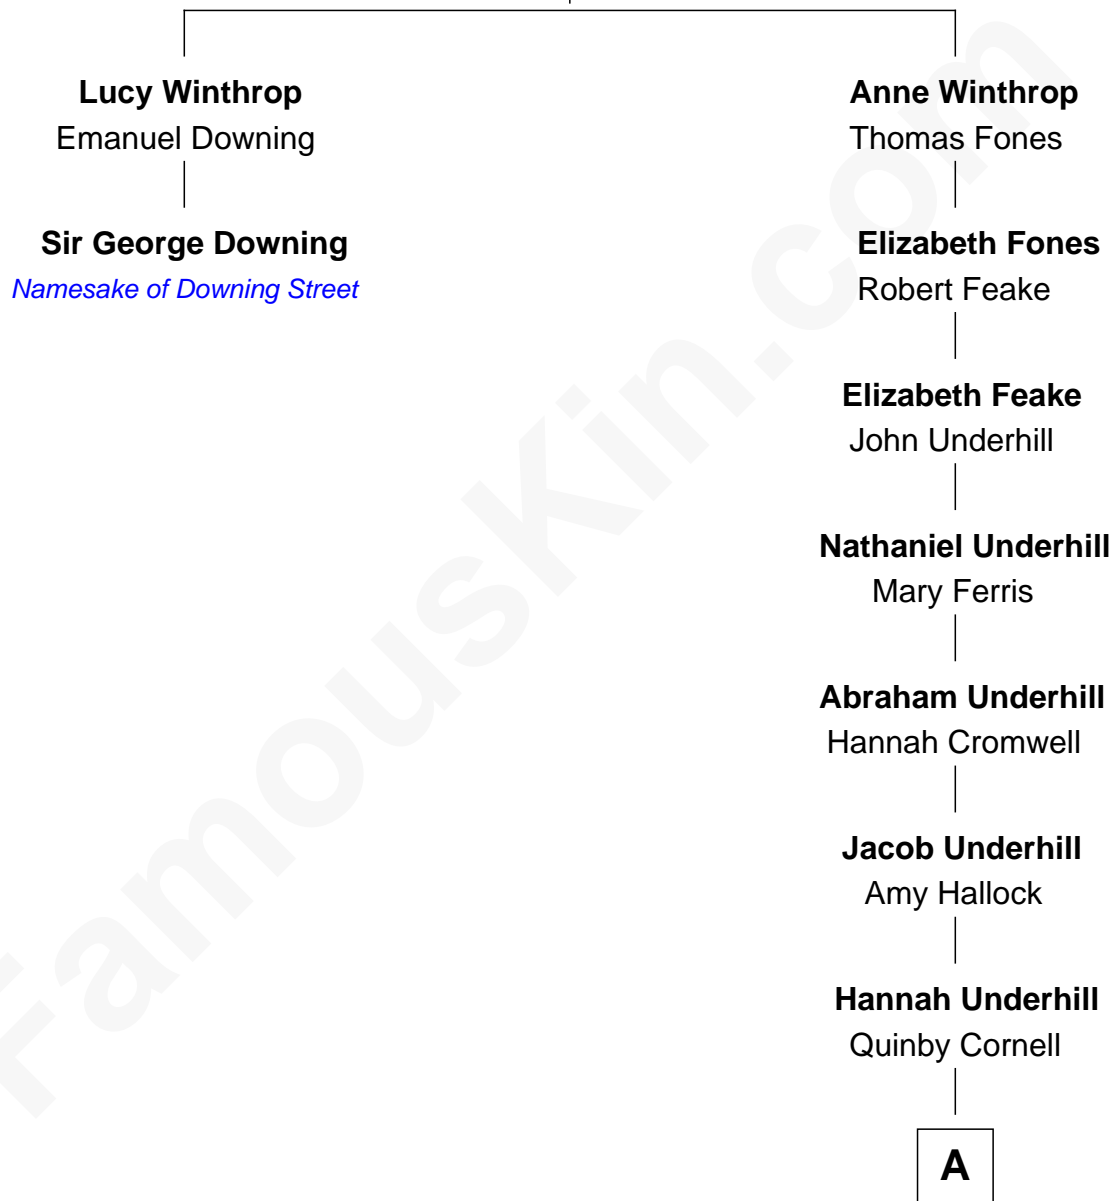 Lucy Winthrop
Emanuel Downing
Sir George Downing
Namesake of Downing Street
Anne Winthrop
Thomas Fones
Elizabeth Fones
Robert Feake
Elizabeth Feake
John Underhill
Nathaniel Underhill
Mary Ferris
Abraham Underhill
Hannah Cromwell
Jacob Underhill
Amy Hallock
Hannah Underhill
Quinby Cornell
A
FamousKin.com